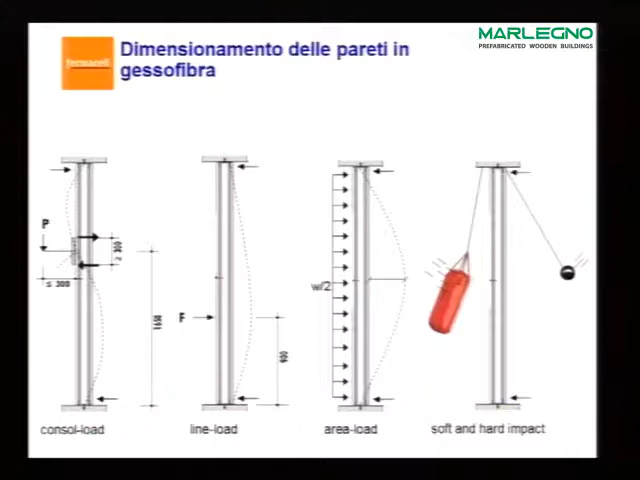 MARLEGNO
PREFABRICATED WOODEN BUILDINGS
fermacell
Dimensionamento delle pareti in
gessofibra
P
≥ 300
≤ 300
1650
F
900
w/2
consol-load
line-load
area-load
soft and hard impact